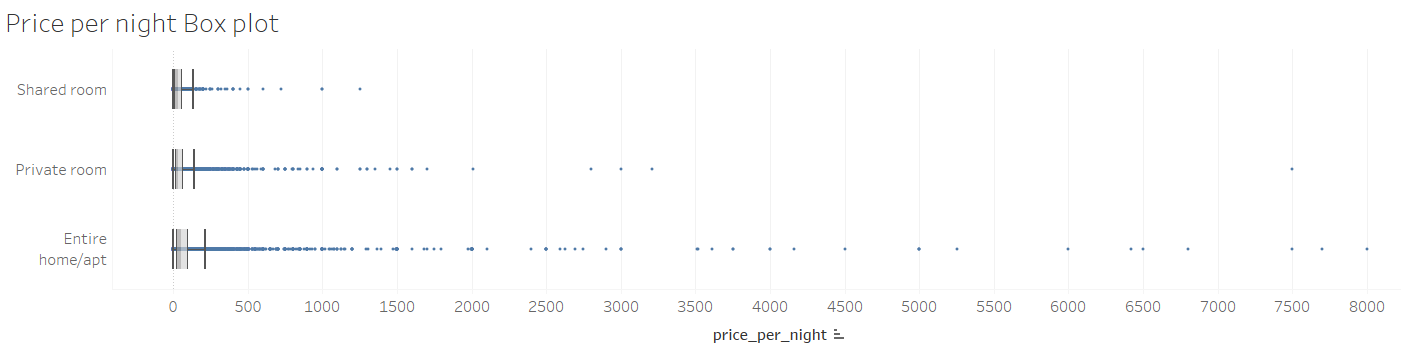 Price per night Box plot
Shared room
Private room
Entire
home/apt
0 500 1000 1500 2000 2500 3000 3500 4000 4500 5000 5500 6000 6500 7000 7500 8000
price_per_night